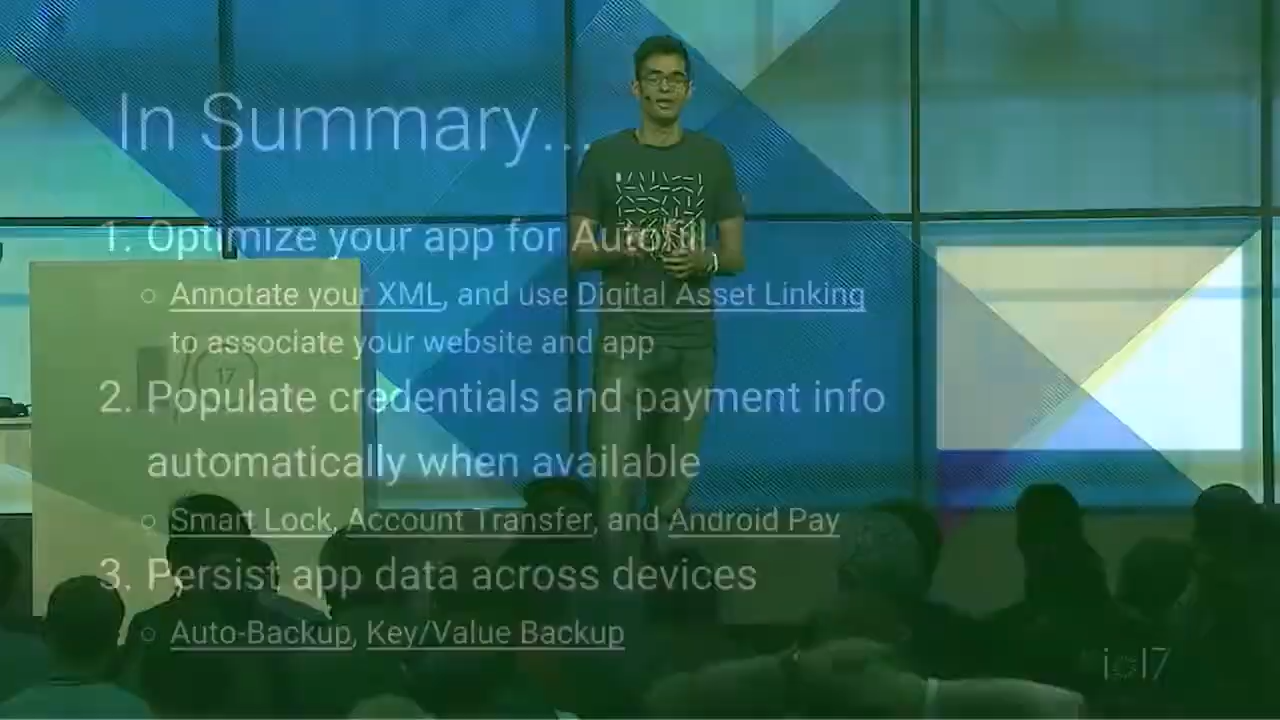 In Summary...
1. Optimize your app for Autofill
○ Annotate your XML, and use Digital Asset Linking
to associate your website and app
2. Populate credentials and payment info
automatically when available
○ Smart Lock, Account Transfer, and Android Pay
3. Persist app data across devices
○ Auto-Backup, Key/Value Backup
17
io17